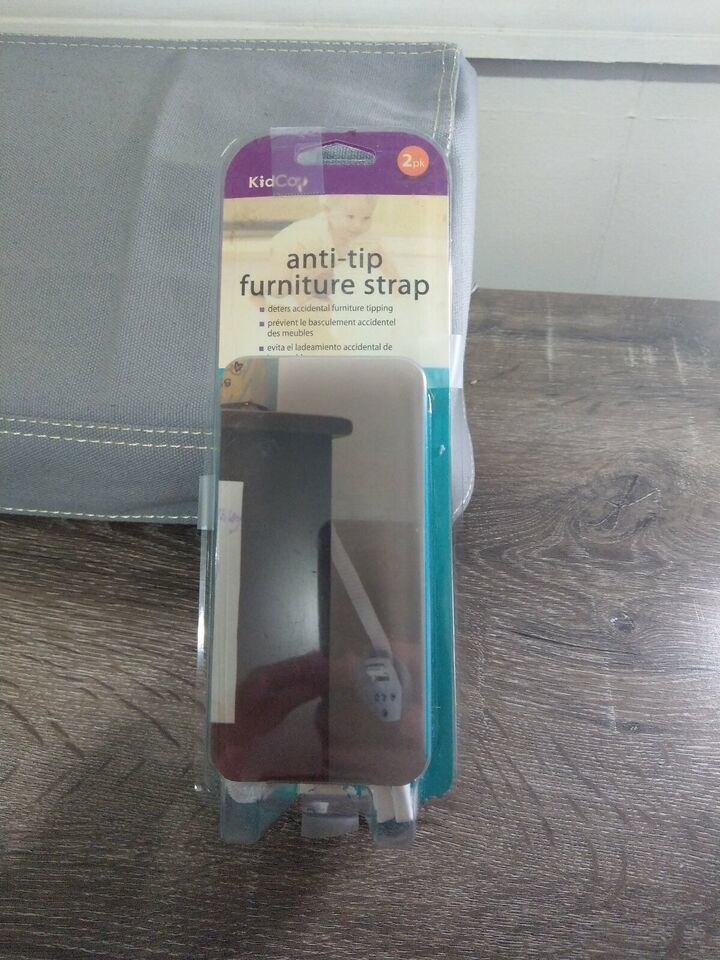 KidCo
2pk
anti-tip
furniture strap
deters accidental furniture tipping
prévient le basculement accidentel
des meubles
evita el ladeamiento accidental de